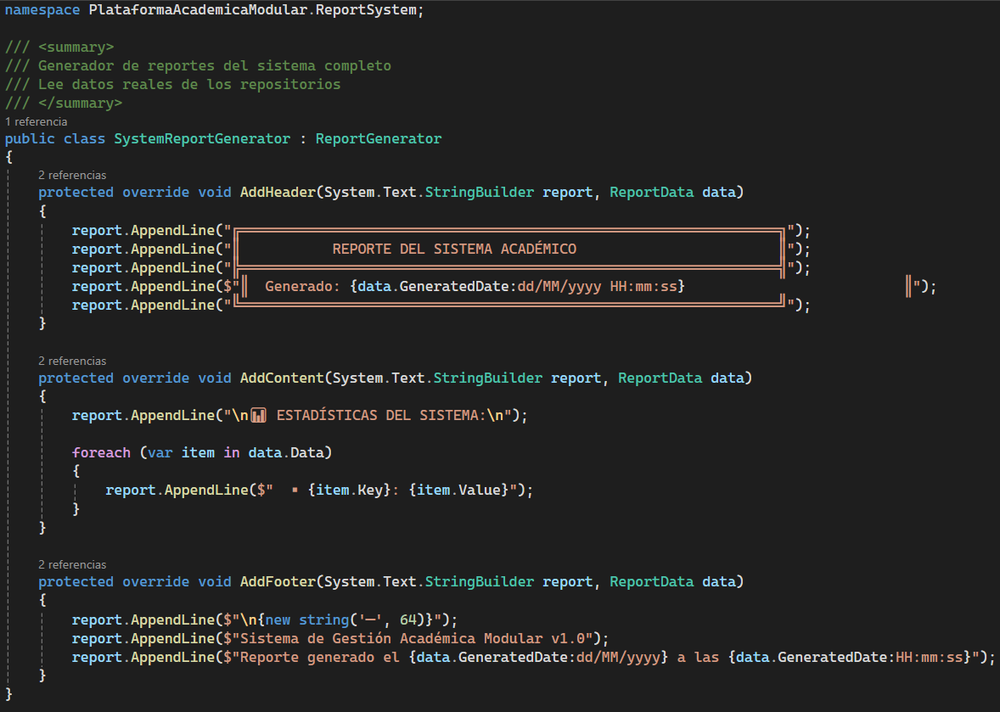 namespace PlataformaAcademicaModular.ReportSystem;

/// <summary>
/// Generador de reportes del sistema completo
/// Lee datos reales de los repositorios
/// </summary>
1 referencia
public class SystemReportGenerator : ReportGenerator
{
    2 referencias
    protected override void AddHeader(System.Text.StringBuilder report, ReportData data)
    {
        report.AppendLine("╔════════════════════════════════════════════════════════════════╗");
        report.AppendLine("║           REPORTE DEL SISTEMA ACADÉMICO                        ║");
        report.AppendLine("╠════════════════════════════════════════════════════════════════╣");
        report.AppendLine($"║  Generado: {data.GeneratedDate:dd/MM/yyyy HH:mm:ss}                          ║");
        report.AppendLine("╚════════════════════════════════════════════════════════════════╝");
    }

    2 referencias
    protected override void AddContent(System.Text.StringBuilder report, ReportData data)
    {
        report.AppendLine("\n📊 ESTADÍSTICAS DEL SISTEMA:\n");

        foreach (var item in data.Data)
        {
            report.AppendLine($"  ▪ {item.Key}: {item.Value}");
        }
    }

    2 referencias
    protected override void AddFooter(System.Text.StringBuilder report, ReportData data)
    {
        report.AppendLine($"\n{new string('─', 64)}");
        report.AppendLine($"Sistema de Gestión Académica Modular v1.0");
        report.AppendLine($"Reporte generado el {data.GeneratedDate:dd/MM/yyyy} a las {data.GeneratedDate:HH:mm:ss}");
    }
}